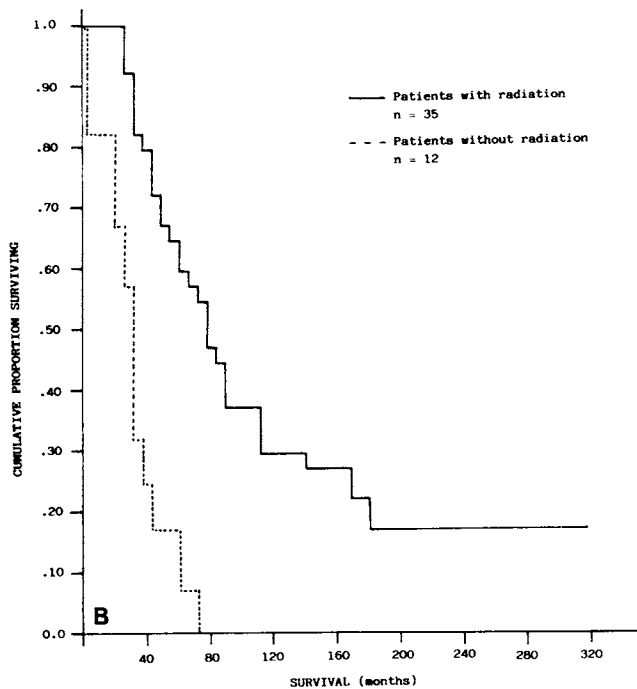 1.0
.90
.80
.70
.60
.50
.40
.30
.20
.10
0.0
CUMULATIVE PROPORTION SURVIVING
Patients with radiation
n = 35
Patients without radiation
n = 12
B
40 80 120 160 200 240 280 320
SURVIVAL (months)